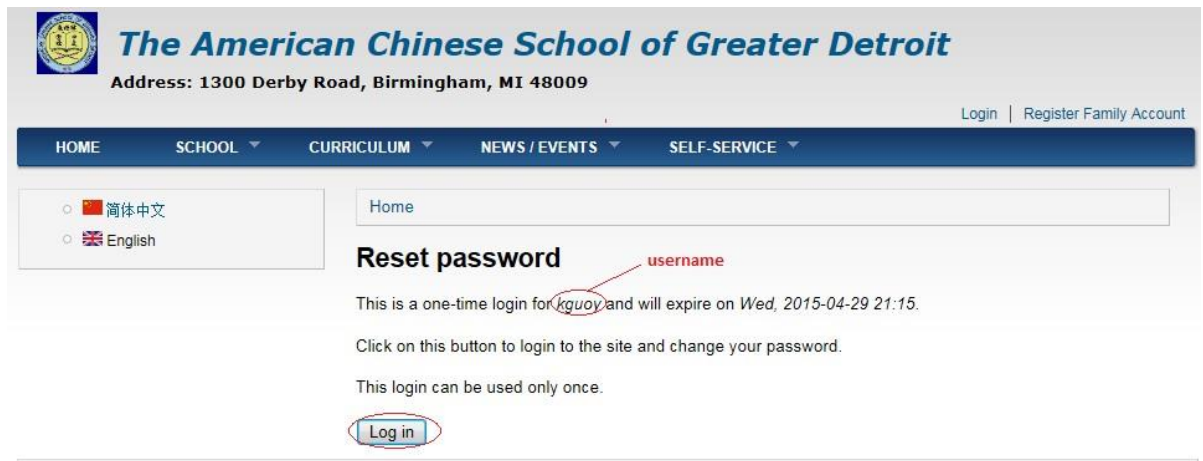 The American Chinese School of Greater Detroit
Address: 1300 Derby Road, Birmingham, MI 48009
Login | Register Family Account
HOME SCHOOL CURRICULUM NEWS / EVENTS SELF-SERVICE
简体中文
English
Home
Reset password
username
This is a one-time login for kguoy and will expire on Wed, 2015-04-29 21:15.
Click on this button to login to the site and change your password.
This login can be used only once.
Log in